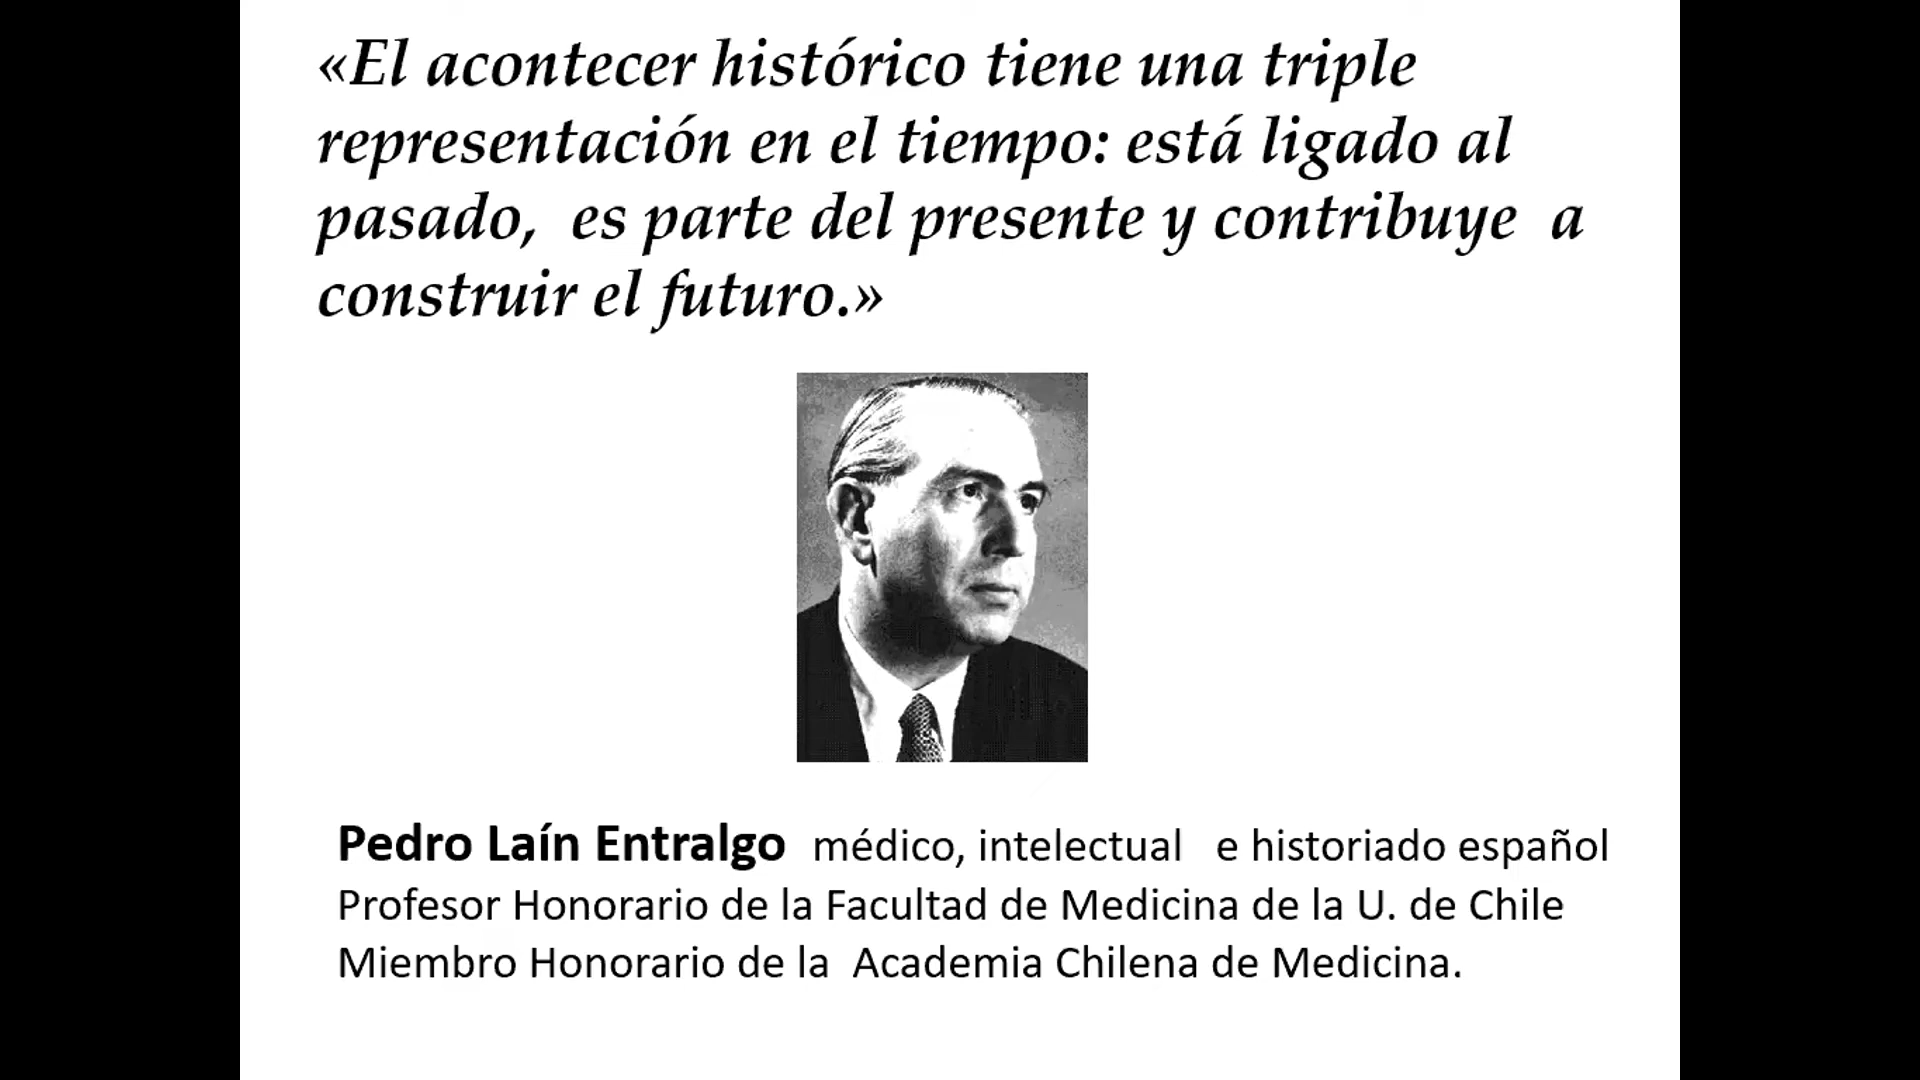 «El acontecer histórico tiene una triple
representación en el tiempo: está ligado al
pasado,  es parte del presente y contribuye  a
construir el futuro.»
Pedro Laín Entralgo  médico, intelectual   e historiado español
Profesor Honorario de la Facultad de Medicina de la U. de Chile
Miembro Honorario de la  Academia Chilena de Medicina.